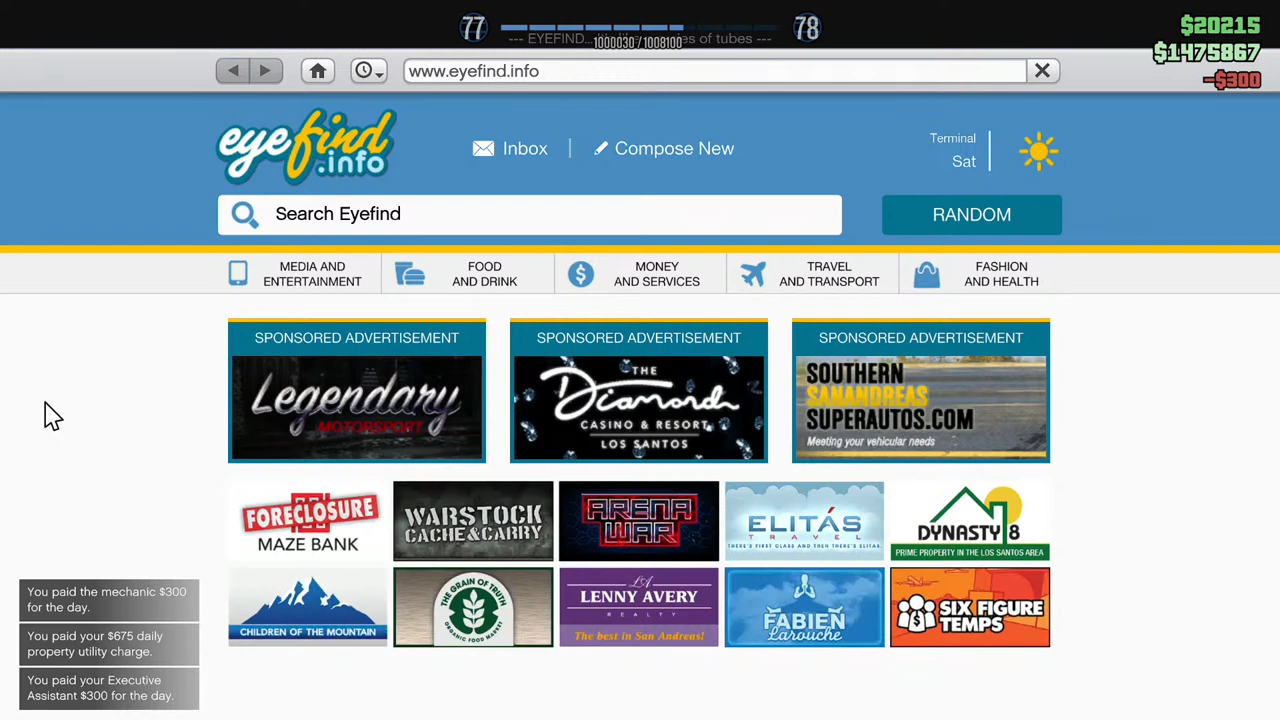 77
78
$20215
--- EYEFIND... es of tubes ---
1000030 / 1008100
$1475867
-$300
www.eyefind.info
eyefind
.info
Inbox
Compose New
Terminal
Sat
Search Eyefind
RANDOM
MEDIA AND
ENTERTAINMENT
FOOD
AND DRINK
MONEY
AND SERVICES
TRAVEL
AND TRANSPORT
FASHION
AND HEALTH
SPONSORED ADVERTISEMENT
Legendary
MOTORSPORT
SPONSORED ADVERTISEMENT
THE
Diamond
CASINO & RESORT
LOS SANTOS
SPONSORED ADVERTISEMENT
SOUTHERN
SANANDREAS
SUPERAUTOS.COM
Meeting your vehicular needs
FORECLOSURE
MAZE BANK
WARSTOCK
CACHE & CARRY
ARENA
WAR
ELITÁS
TRAVEL
THERE'S FIRST CLASS AND THEN THERE'S ELITAS
DYNASTY 8
PRIME PROPERTY IN THE LOS SANTOS AREA
CHILDREN OF THE MOUNTAIN
THE GRAIN OF TRUTH
ORGANIC FOOD MARKET
LA
LENNY AVERY
REALTY
The best in San Andreas!
FABIEN
Larouche
SIX FIGURE
TEMPS
You paid the mechanic $300
for the day.
You paid your $675 daily
property utility charge.
You paid your Executive
Assistant $300 for the day.